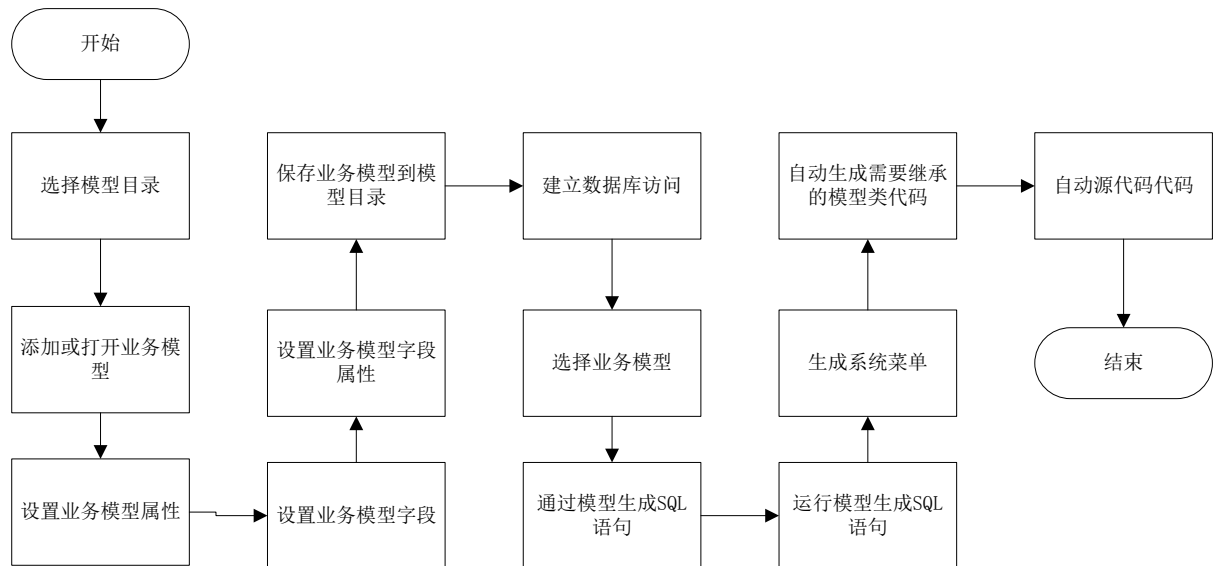 开始
选择模型目录
添加或打开业务模
型
设置业务模型属性
设置业务模型字段
设置业务模型字段
属性
保存业务模型到模
型目录
建立数据库访问
选择业务模型
通过模型生成SQL
语句
运行模型生成SQL
语句
生成系统菜单
自动生成需要继承
的模型类代码
自动源代码代码
结束